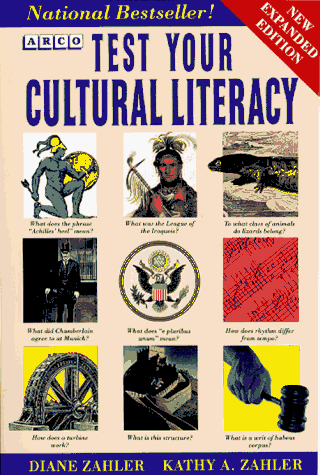 National Bestseller!
NEW
EXPANDED
EDITION
ARCO
TEST YOUR
CULTURAL LITERACY
What does the phrase
"Achilles' heel" mean?
What was the League of
the Iroquois?
To what class of animals
do lizards belong?
What did Chamberlain
agree to at Munich?
What does "e pluribus
unum" mean?
How does rhythm differ
from tempo?
How does a turbine
work?
What is this structure?
What is a writ of habeas
corpus?
DIANE ZAHLER KATHY A. ZAHLER